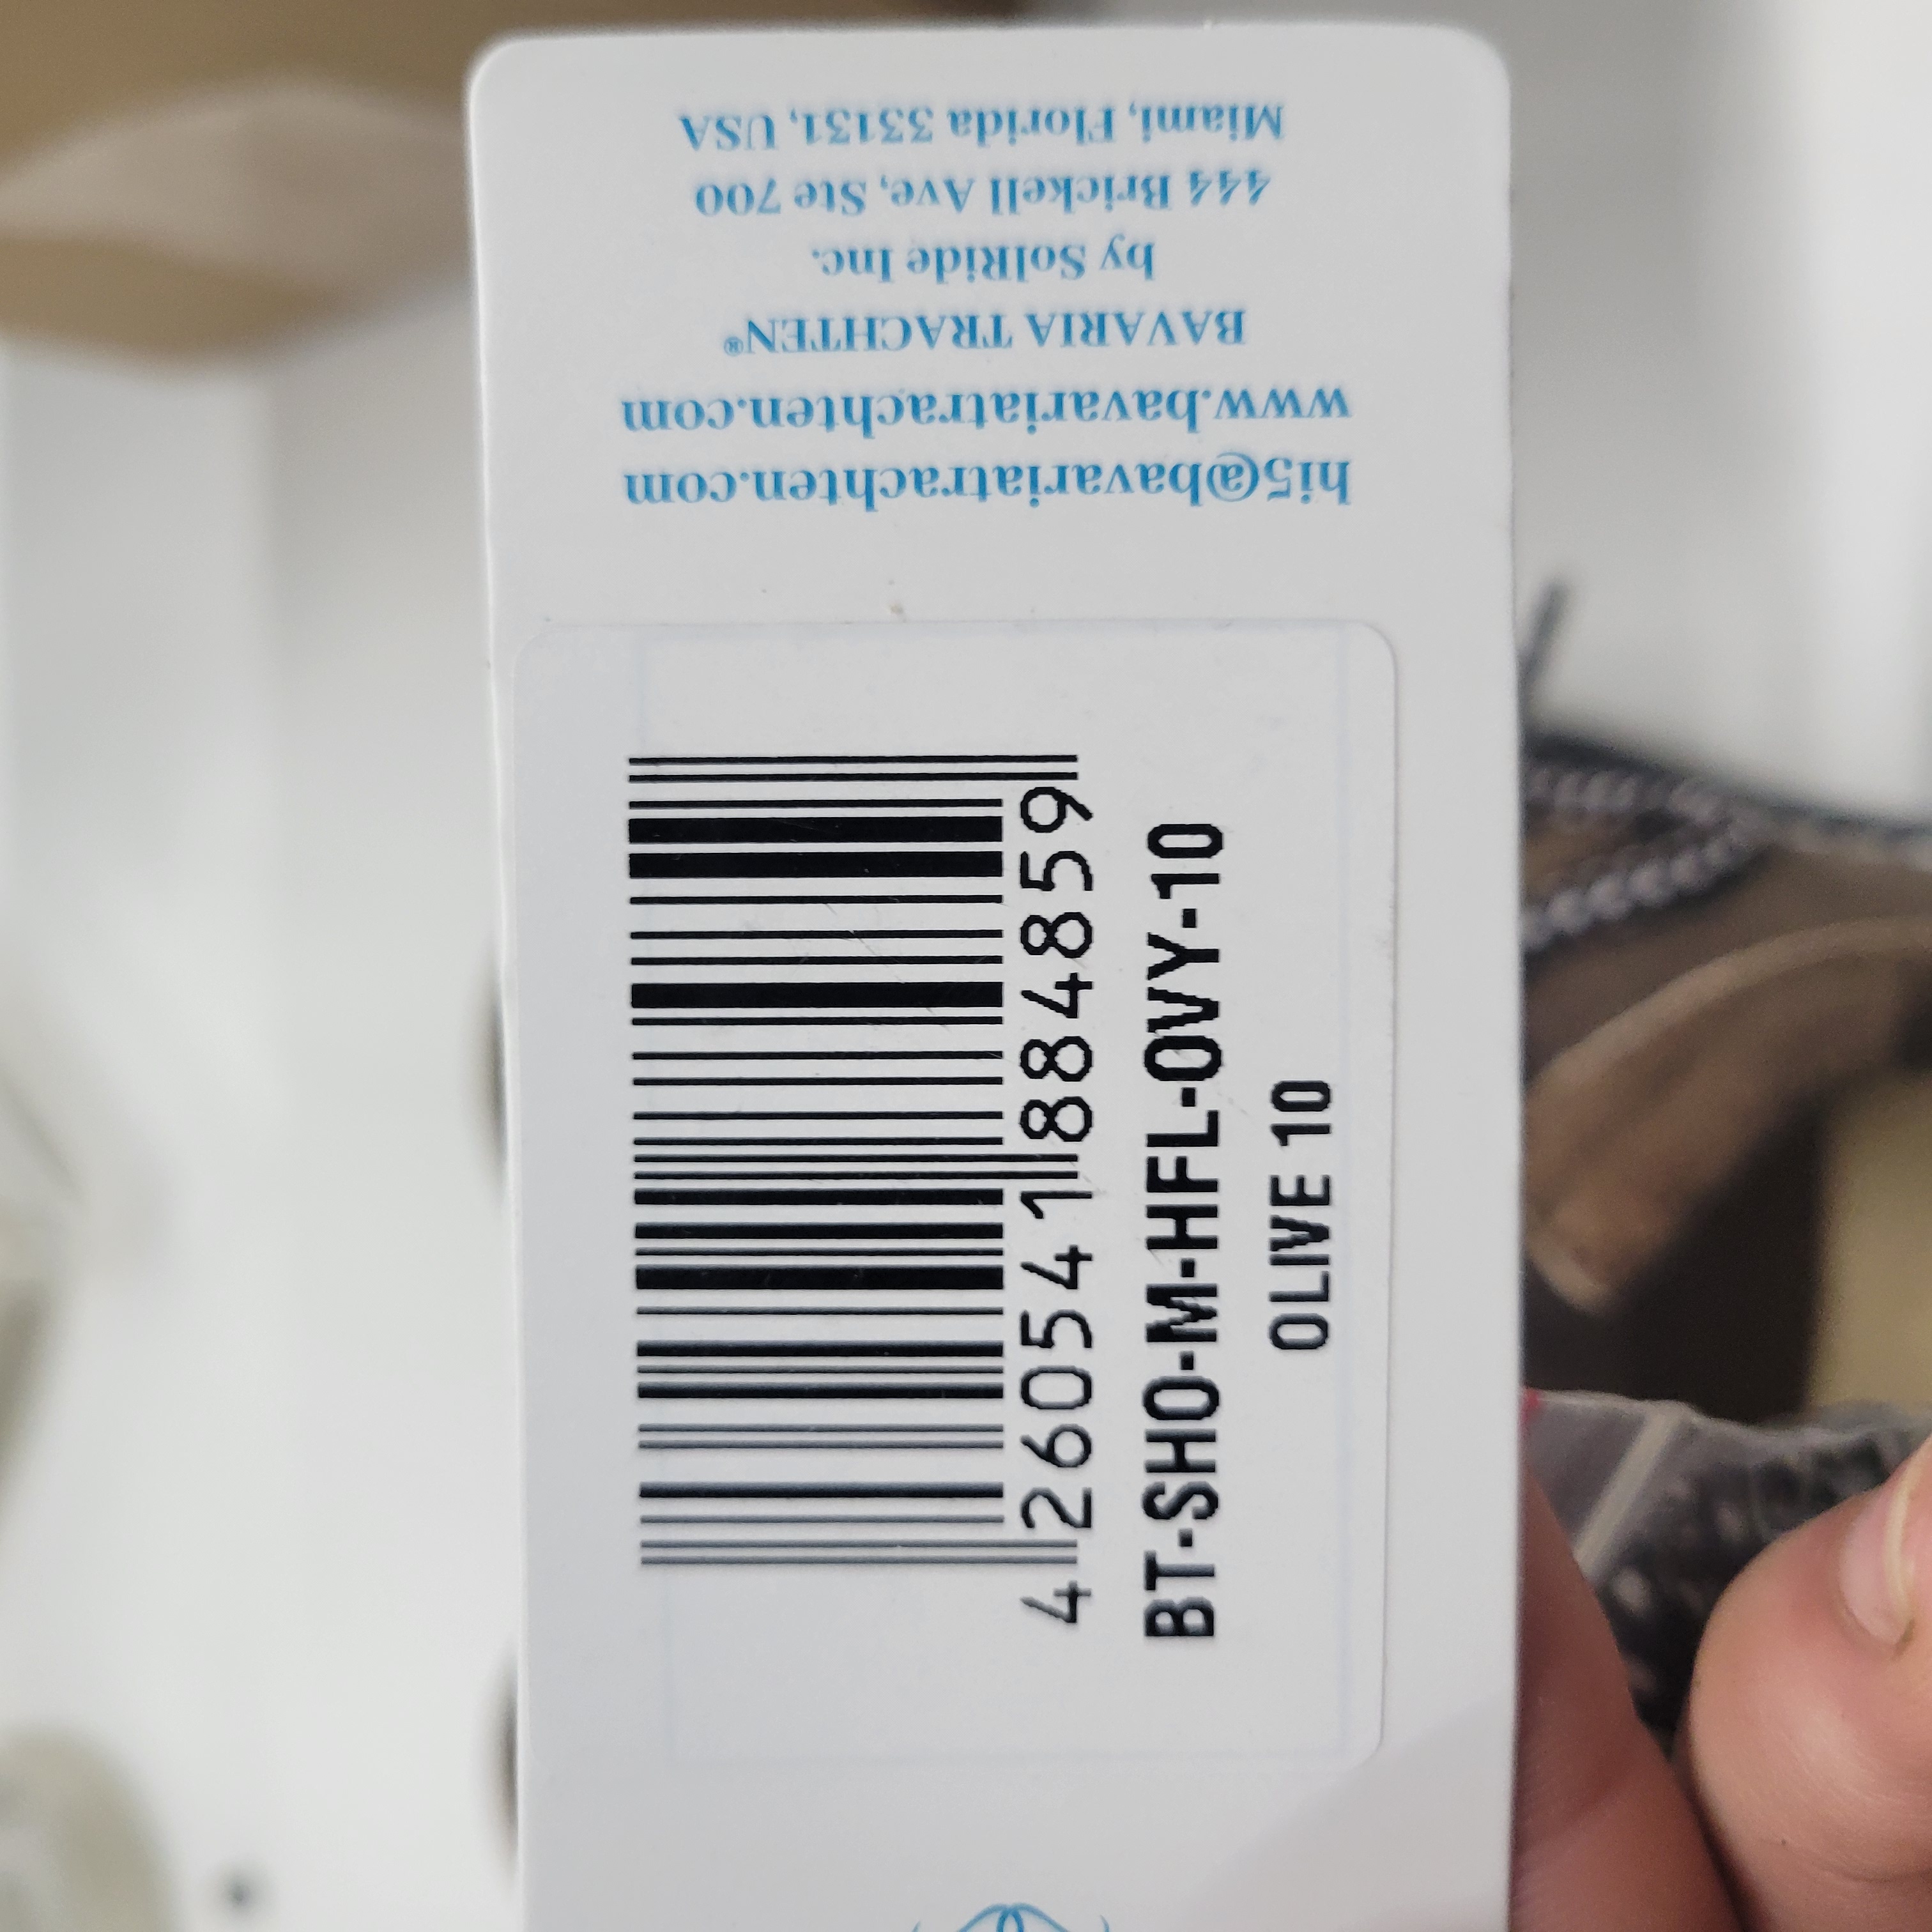 hi5@bavariatrachten.com
www.bavariatrachten.com
BAVARIA TRACHTEN®
by SolRide Inc.
444 Brickell Ave, Ste 700
Miami, Florida 33131, USA
4 260541 884859
BT-SHO-M-HFL-OVY-10
OLIVE 10